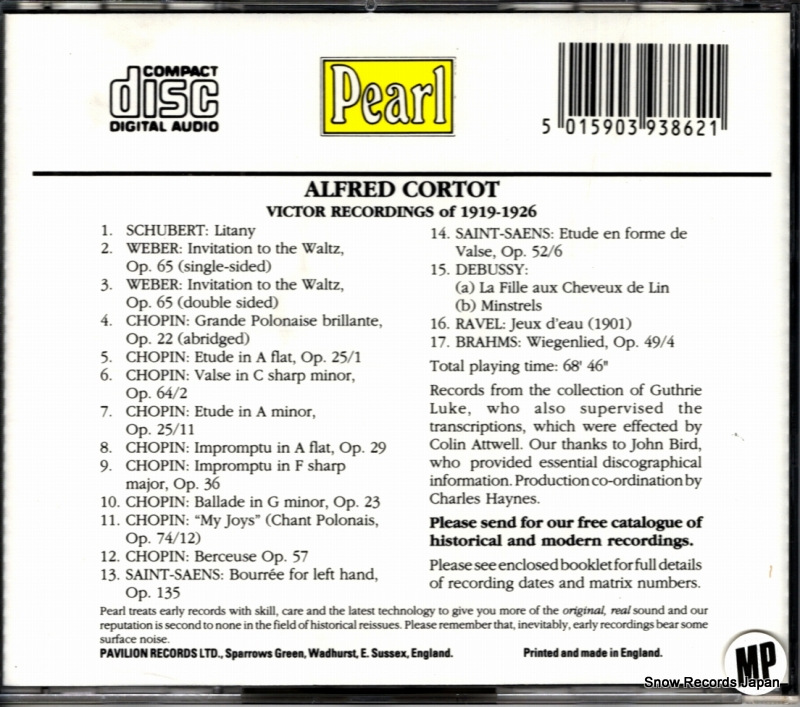 COMPACT
disc
DIGITAL AUDIO
Pearl
5 015903 938621
ALFRED CORTOT
VICTOR RECORDINGS of 1919-1926
1. SCHUBERT: Litany
2. WEBER: Invitation to the Waltz,
Op. 65 (single-sided)
3. WEBER: Invitation to the Waltz,
Op. 65 (double sided)
4. CHOPIN: Grande Polonaise brillante,
Op. 22 (abridged)
5. CHOPIN: Etude in A flat, Op. 25/1
6. CHOPIN: Valse in C sharp minor,
Op. 64/2
7. CHOPIN: Etude in A minor,
Op. 25/11
8. CHOPIN: Impromptu in A flat, Op. 29
9. CHOPIN: Impromptu in F sharp
major, Op. 36
10. CHOPIN: Ballade in G minor, Op. 23
11. CHOPIN: "My Joys" (Chant Polonais,
Op. 74/12)
12. CHOPIN: Berceuse Op. 57
13. SAINT-SAENS: Bourrée for left hand,
Op. 135
14. SAINT-SAENS: Etude en forme de
Valse, Op. 52/6
15. DEBUSSY:
(a) La Fille aux Cheveux de Lin
(b) Minstrels
16. RAVEL: Jeux d'eau (1901)
17. BRAHMS: Wiegenlied, Op. 49/4
Total playing time: 68' 46"
Records from the collection of Guthrie
Luke, who also supervised the
transcriptions, which were effected by
Colin Attwell. Our thanks to John Bird,
who provided essential discographical
information. Production co-ordination by
Charles Haynes.
Please send for our free catalogue of
historical and modern recordings.
Please see enclosed booklet for full details
of recording dates and matrix numbers.
Pearl treats early records with skill, care and the latest technology to give you more of the original, real sound and our
reputation is second to none in the field of historical reissues. Please remember that, inevitably, early recordings bear some
surface noise.
PAVILION RECORDS LTD., Sparrows Green, Wadhurst, E. Sussex, England. Printed and made in England.
MP
Snow Records Japan